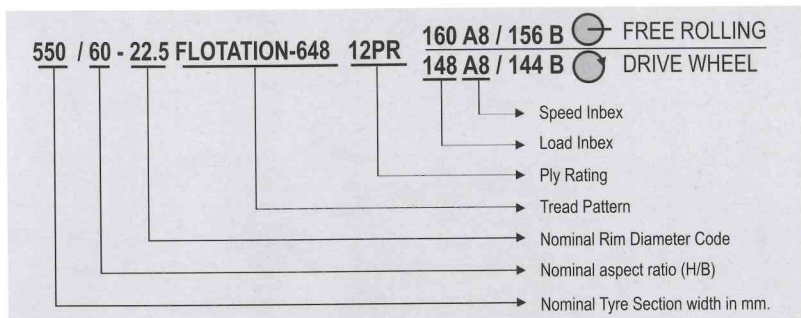 160 A8 / 156 B FREE ROLLING
550 / 60 - 22.5 FLOTATION-648 12PR
148 A8 / 144 B DRIVE WHEEL
Speed Inbex
Load Inbex
Ply Rating
Tread Pattern
Nominal Rim Diameter Code
Nominal aspect ratio (H/B)
Nominal Tyre Section width in mm.